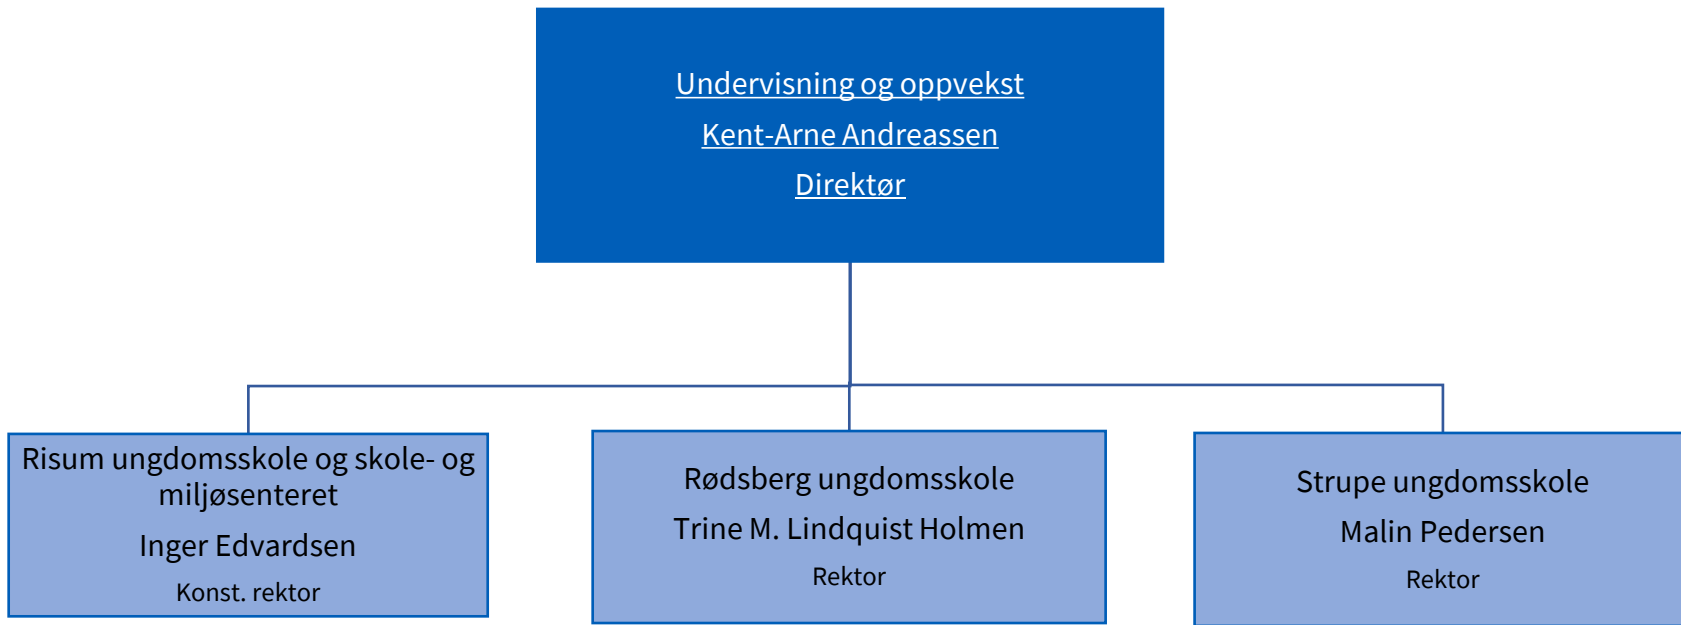 Undervisning og oppvekst
Kent-Arne Andreassen
Direktør
Risum ungdomsskole og skole- og
miljøsenteret
Inger Edvardsen
Konst. rektor
Rødsberg ungdomsskole
Trine M. Lindquist Holmen
Rektor
Strupe ungdomsskole
Malin Pedersen
Rektor